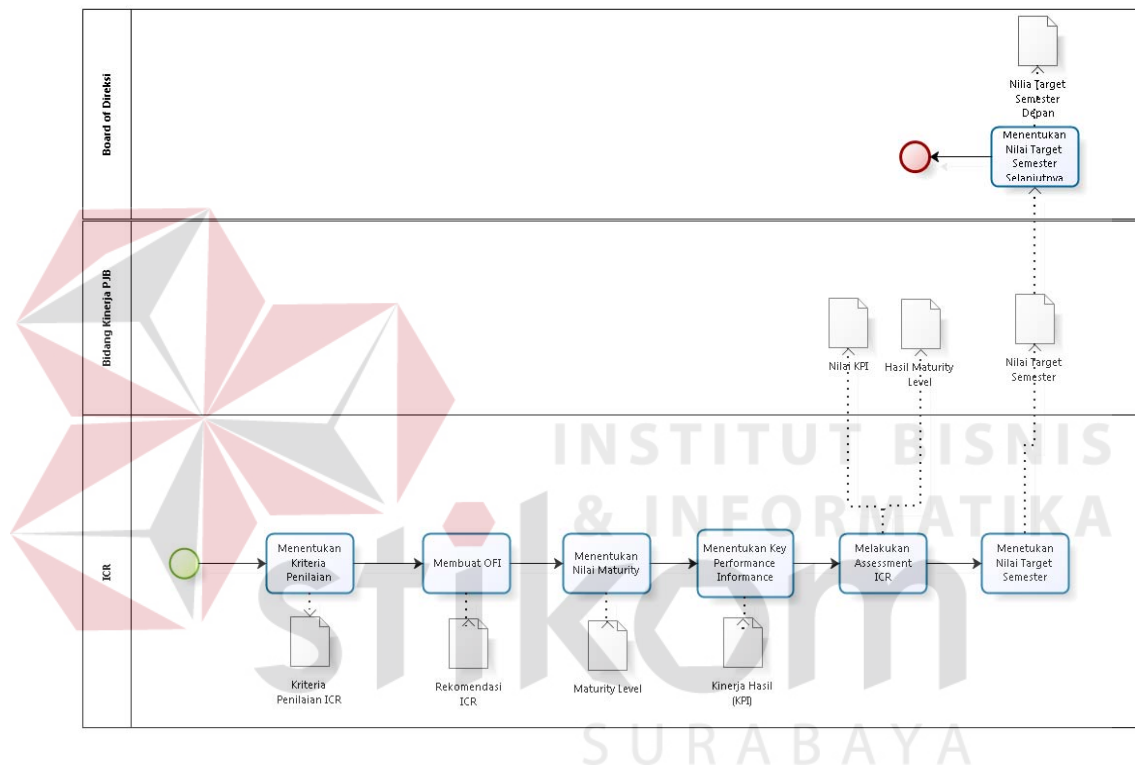 Board of Direksi
Nilia Target
Semester
Depan
Menentukan
Nilai Target
Semester
Selanjutnya
Bidang Kinerja PJB
Nilai KPI
Hasil Maturity
Level
Nilai Target
Semester
ICR
Menentukan
Kriteria
Penilaian
Membuat OFI
Menentukan
Nilai Maturity
Menentukan Key
Performance
Informance
Melakukan
Assessment
ICR
Menetukan
Nilai Target
Semester
Kriteria
Penilaian ICR
Rekomendasi
ICR
Maturity Level
Kinerja Hasil
(KPI)
INSTITUT BISNIS
& INFORMATIKA
stikom
SURABAYA